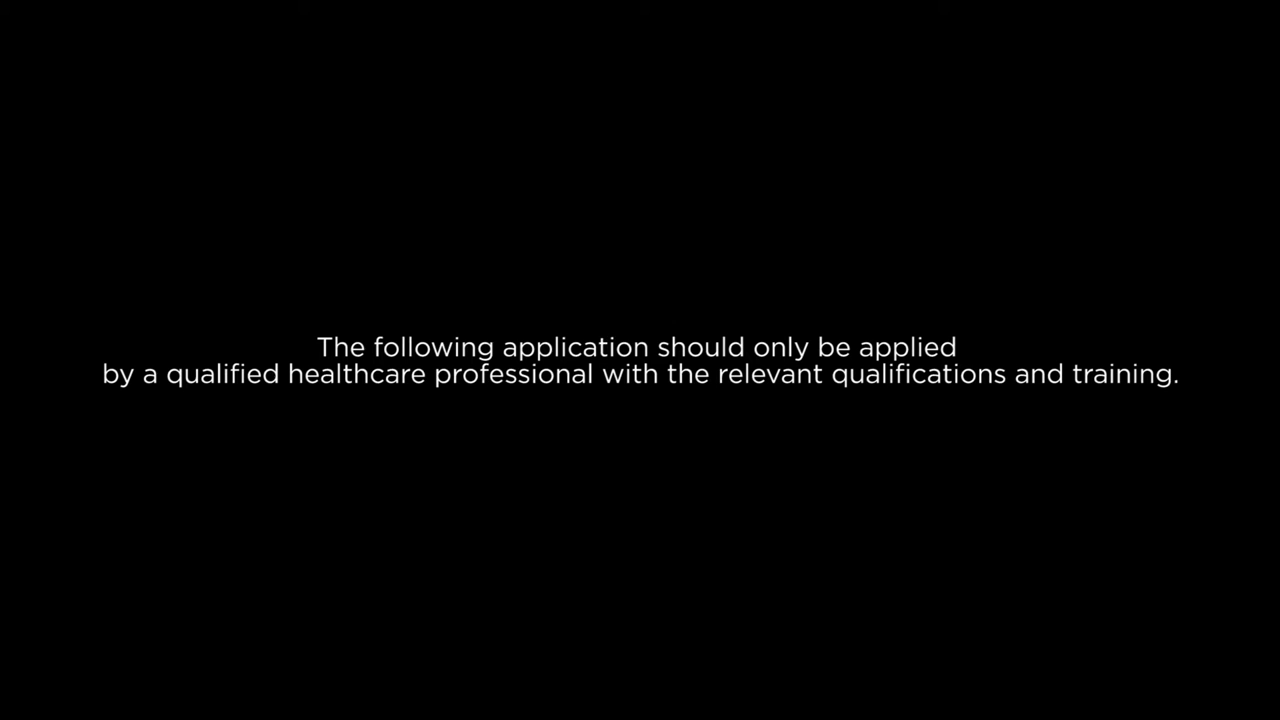 The following application should only be applied
by a qualified healthcare professional with the relevant qualifications and training.